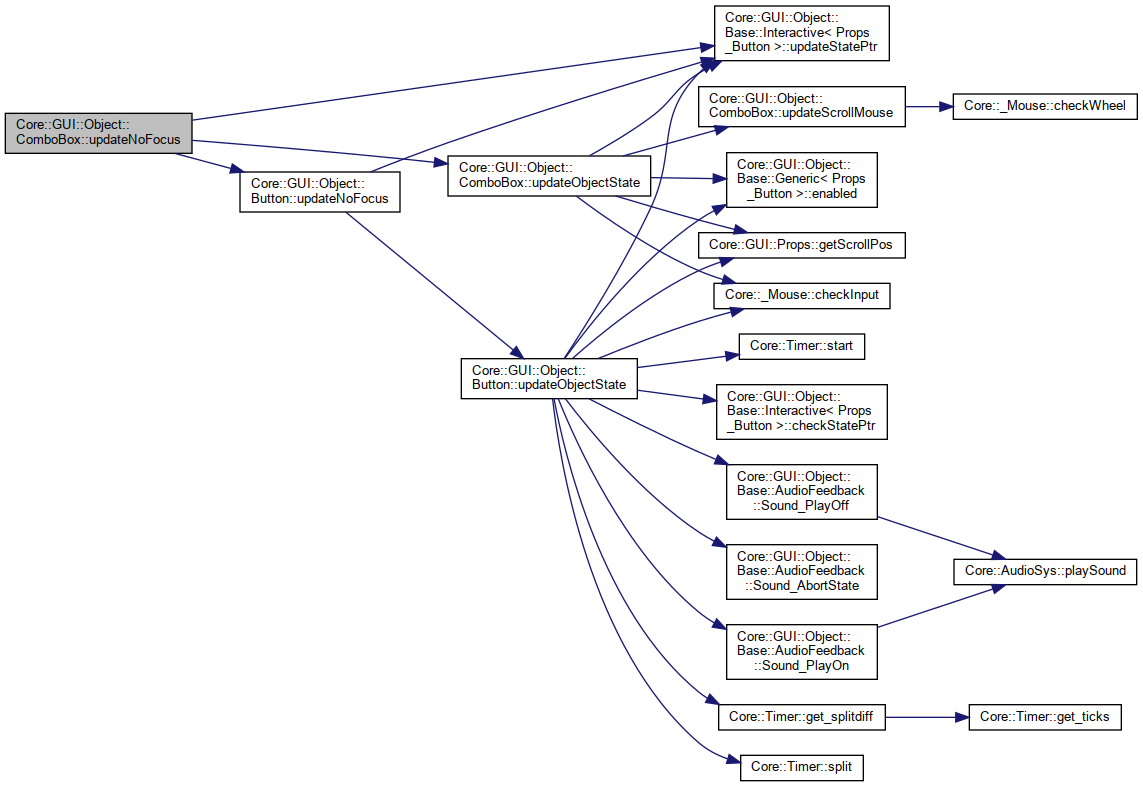 Core::GUI::Object::
Base::Interactive< Props
_Button >::updateStatePtr
Core::GUI::Object::
ComboBox::updateScrollMouse
Core::_Mouse::checkWheel
Core::GUI::Object::
ComboBox::updateNoFocus
Core::GUI::Object::
ComboBox::updateObjectState
Core::GUI::Object::
Base::Generic< Props
_Button >::enabled
Core::GUI::Object::
Button::updateNoFocus
Core::GUI::Props::getScrollPos
Core::_Mouse::checkInput
Core::Timer::start
Core::GUI::Object::
Button::updateObjectState
Core::GUI::Object::
Base::Interactive< Props
_Button >::checkStatePtr
Core::GUI::Object::
Base::AudioFeedback
::Sound_PlayOff
Core::GUI::Object::
Base::AudioFeedback
::Sound_AbortState
Core::AudioSys::playSound
Core::GUI::Object::
Base::AudioFeedback
::Sound_PlayOn
Core::Timer::get_splitdiff
Core::Timer::get_ticks
Core::Timer::split